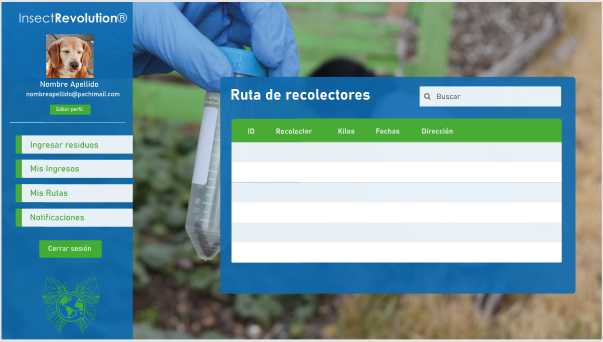 InsectRevolution®
Nombre Apellido
nombreapellido@pachimail.com
Editar perfil
Ingresar residuos
Mis Ingresos
Mis Rutas
Notificaciones
Cerrar sesión
Ruta de recolectores
Buscar
ID Recolector Kilos Fechas Dirección